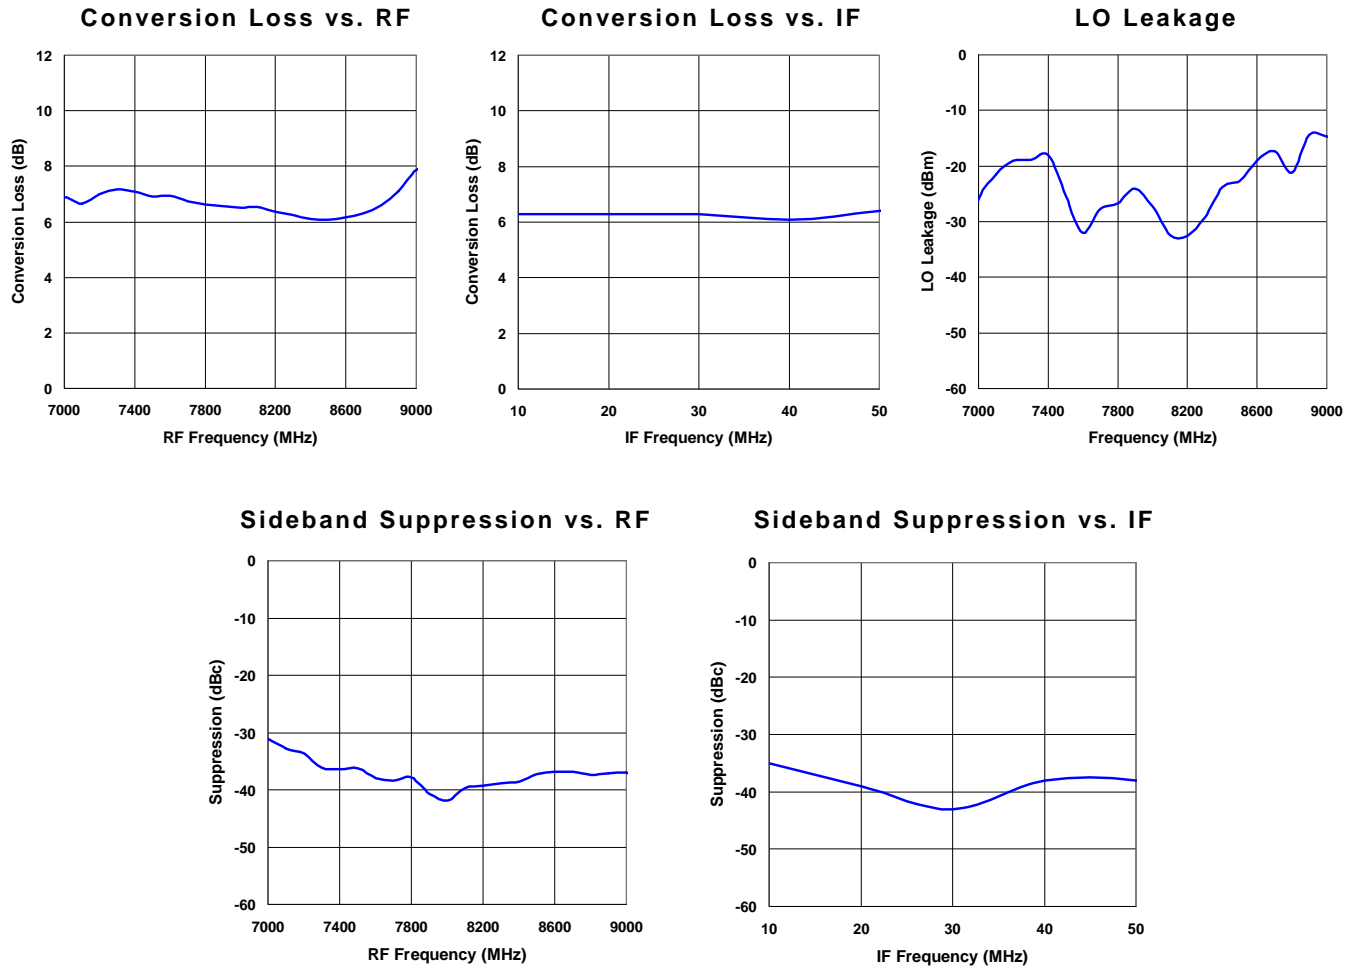 Conversion Loss vs. RF
12
10
8
6
4
2
0
Conversion Loss (dB)
7000 7400 7800 8200 8600 9000
RF Frequency (MHz)
Conversion Loss vs. IF
12
10
8
6
4
2
0
Conversion Loss (dB)
10 20 30 40 50
IF Frequency (MHz)
LO Leakage
0
-10
-20
-30
-40
-50
-60
LO Leakage (dBm)
7000 7400 7800 8200 8600 9000
Frequency (MHz)
Sideband Suppression vs. RF
0
-10
-20
-30
-40
-50
-60
Suppression (dBc)
7000 7400 7800 8200 8600 9000
RF Frequency (MHz)
Sideband Suppression vs. IF
0
-10
-20
-30
-40
-50
-60
Suppression (dBc)
10 20 30 40 50
IF Frequency (MHz)